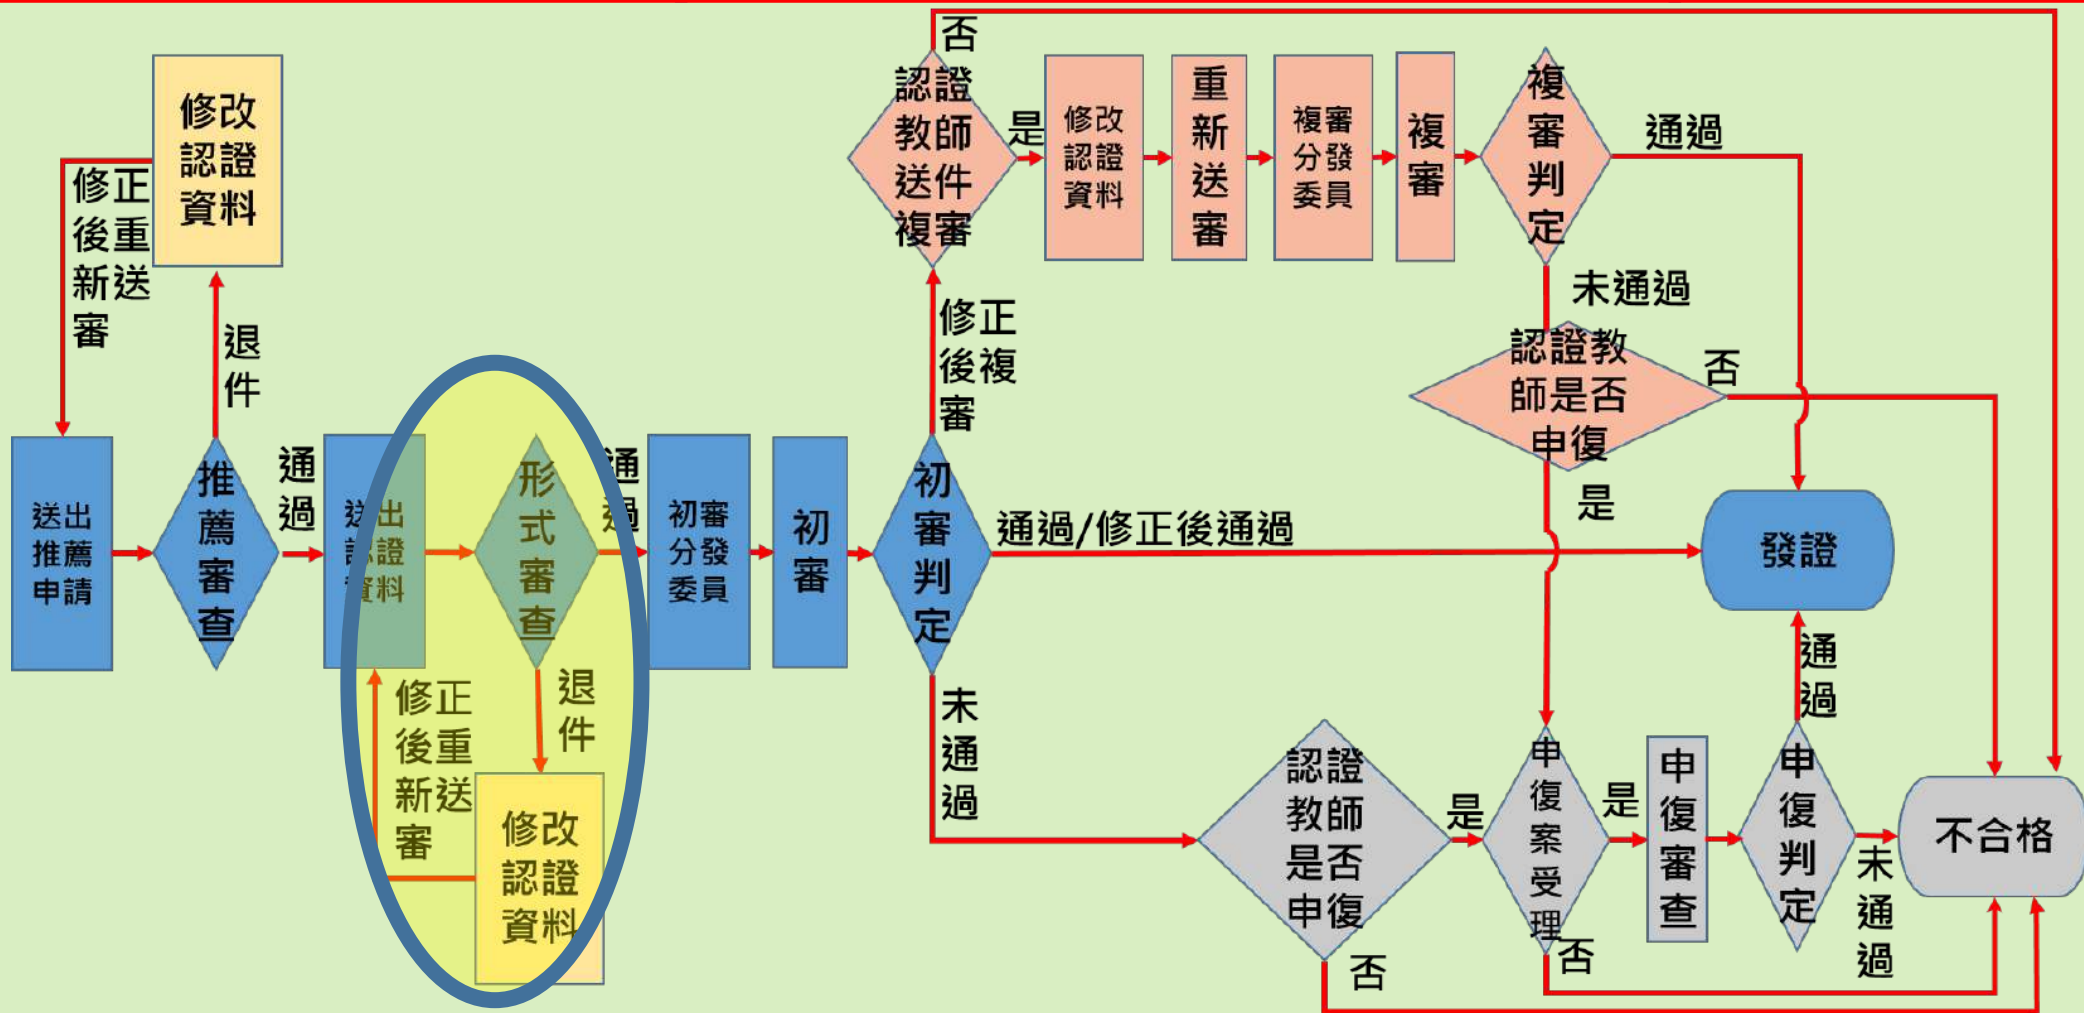 修改
認證
資料
修正
後重
新送
審
退
件
送出
推薦
申請
推
薦
審
查
通
過
送出
認證
資料
形
式
審
查
通
過
退
件
修正
後重
新送
審
修改
認證
資料
初審
分發
委員
初
審
初
審
判
定
通過/修正後通過
發證
修正
後複
審
認證
教師
送件
複審
否
是
修改
認證
資料
重
新
送
審
複審
分發
委員
複
審
複
審
判
定
通過
未通過
認證教
師是否
申復
否
是
未
通
過
認證
教師
是否
申復
是
否
申
復
案
受
理
是
否
申
復
審
查
申
復
判
定
通
過
未
通
過
不合格